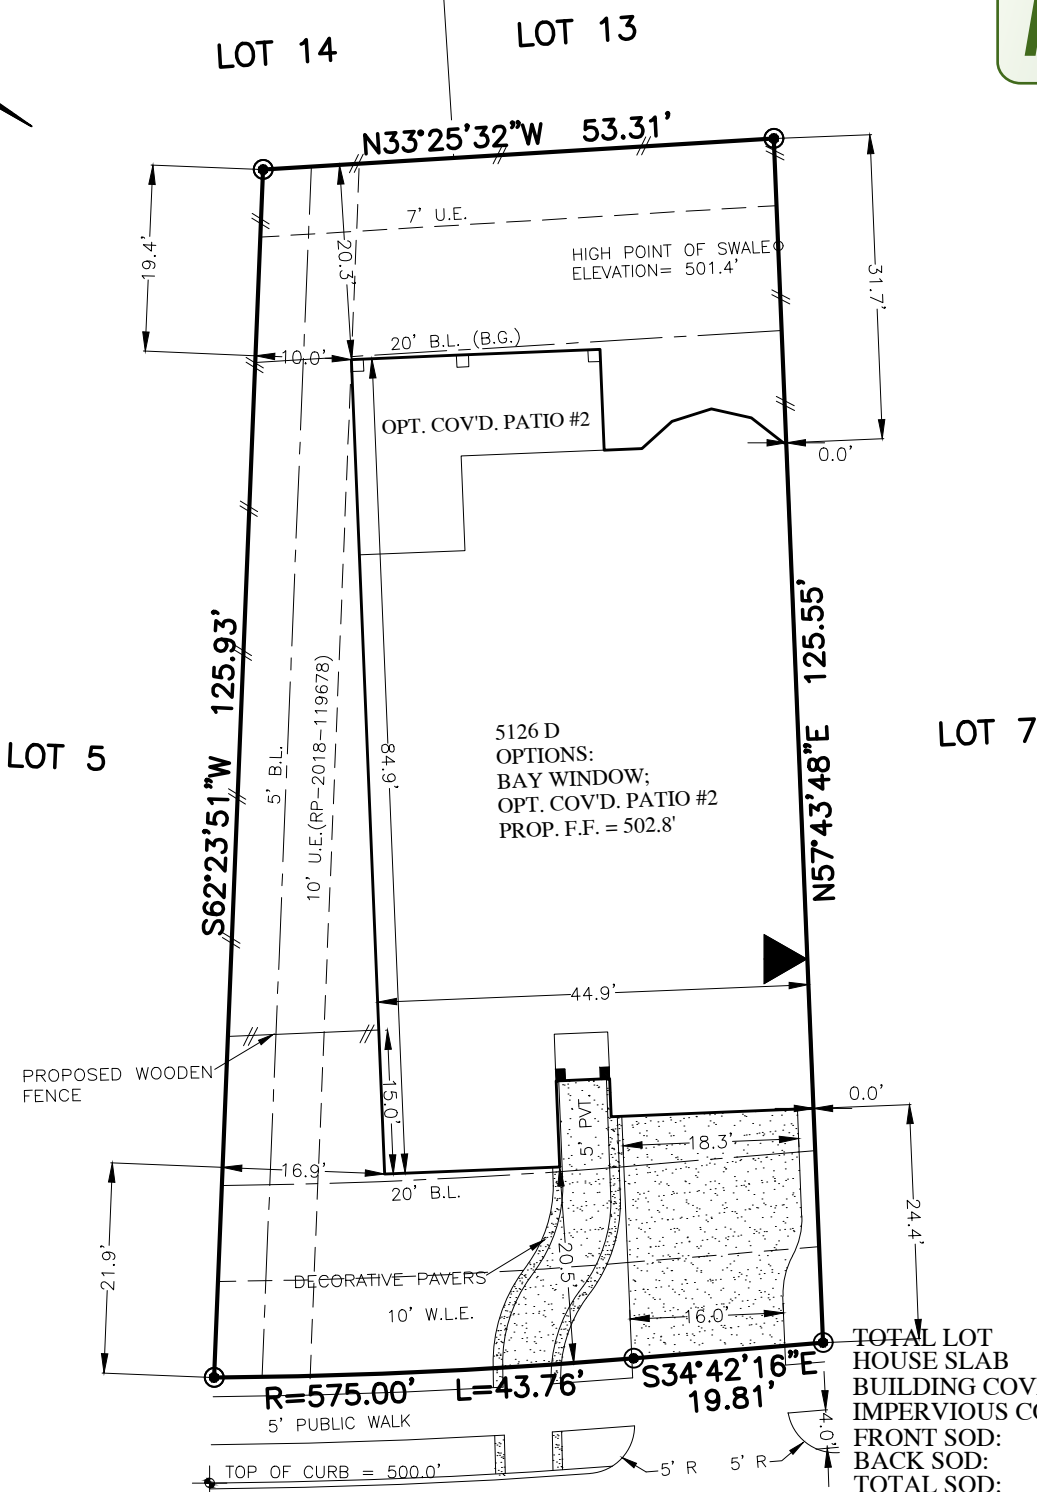 LOT 14
LOT 13
N33°25'32"W 53.31'
7' U.E.
HIGH POINT OF SWALE
ELEVATION= 501.4'
19.4'
20.3'
31.7'
20' B.L. (B.G.)
10.0'
OPT. COV'D. PATIO #2
0.0'
S62°23'51"W 125.93'
N57°43'48"E 125.55'
5' B.L.
10' U.E.(RP-2018-119678)
84.9'
LOT 5
LOT 7
5126 D
OPTIONS:
BAY WINDOW;
OPT. COV'D. PATIO #2
PROP. F.F. = 502.8'
44.9'
PROPOSED WOODEN
FENCE
15.0'
5' PVT.
0.0'
18.3'
16.9'
20' B.L.
21.9'
20.5'
24.4'
DECORATIVE PAVERS
10' W.L.E.
16.0'
R=575.00' L=43.76'
S34°42'16"E
19.81'
5' PUBLIC WALK
TOP OF CURB = 500.0'
5' R
5' R
4.0'
TOTAL LOT
HOUSE SLAB
BUILDING COV
IMPERVIOUS CO
FRONT SOD:
BACK SOD:
TOTAL SOD: